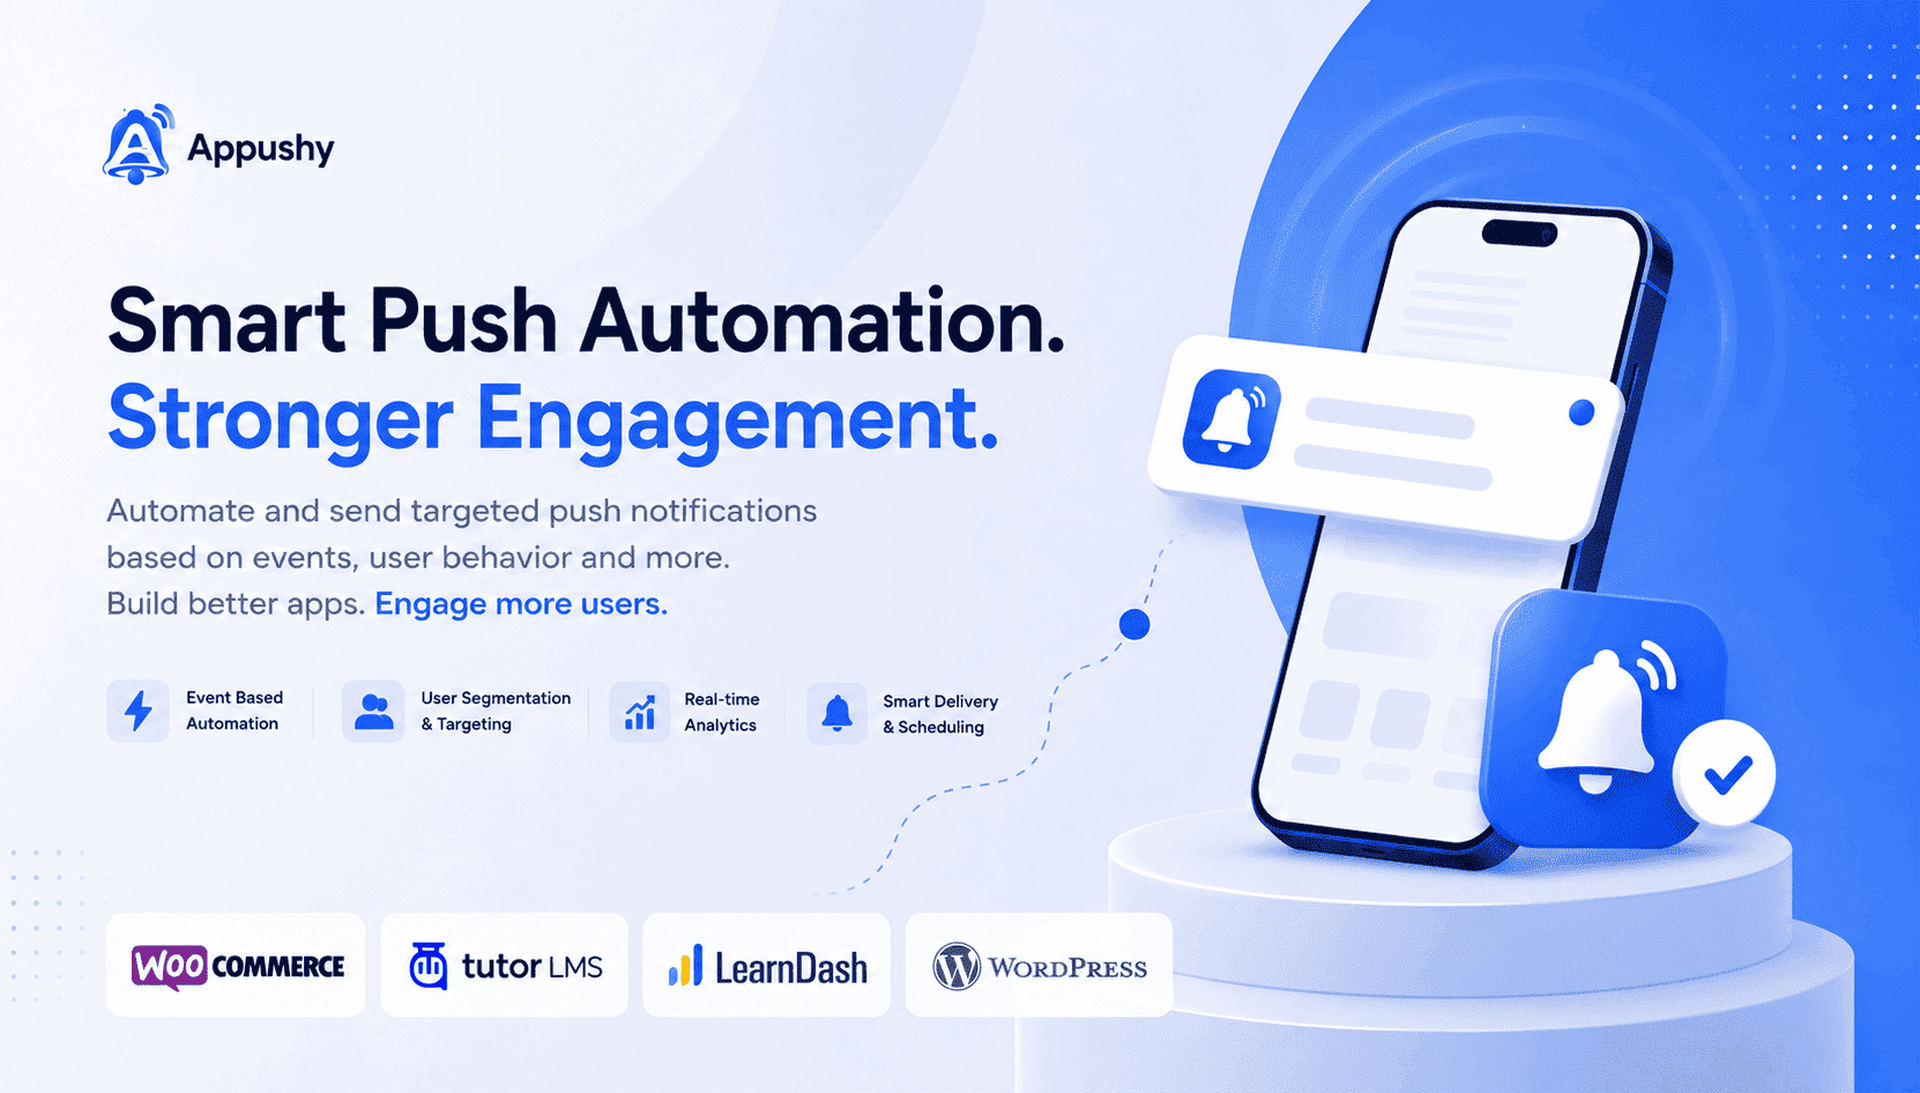 Appushy
Smart Push Automation.
Stronger Engagement.
Automate and send targeted push notifications
based on events, user behavior and more.
Build better apps. Engage more users.
Event Based
Automation
User Segmentation
& Targeting
Real-time
Analytics
Smart Delivery
& Scheduling
WOO COMMERCE
tutor LMS
LearnDash
WORDPRESS